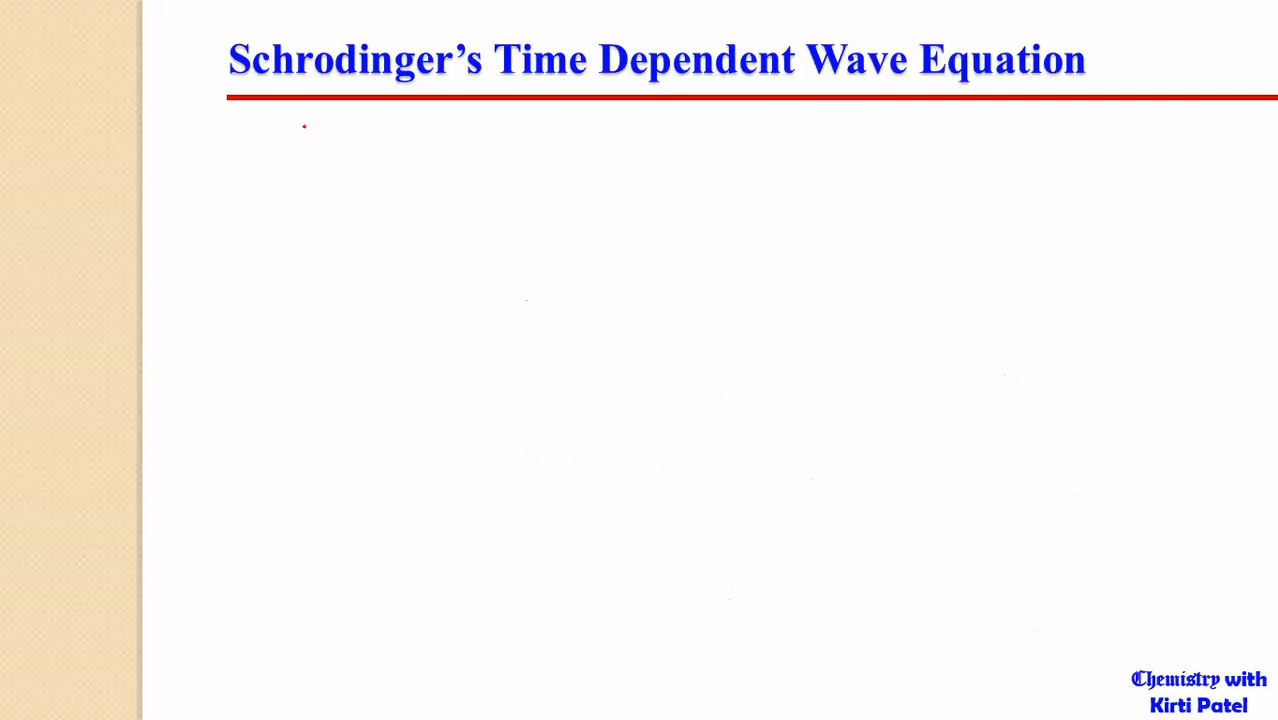 Schrodinger’s Time Dependent Wave Equation
Chemistry with
Kirti Patel